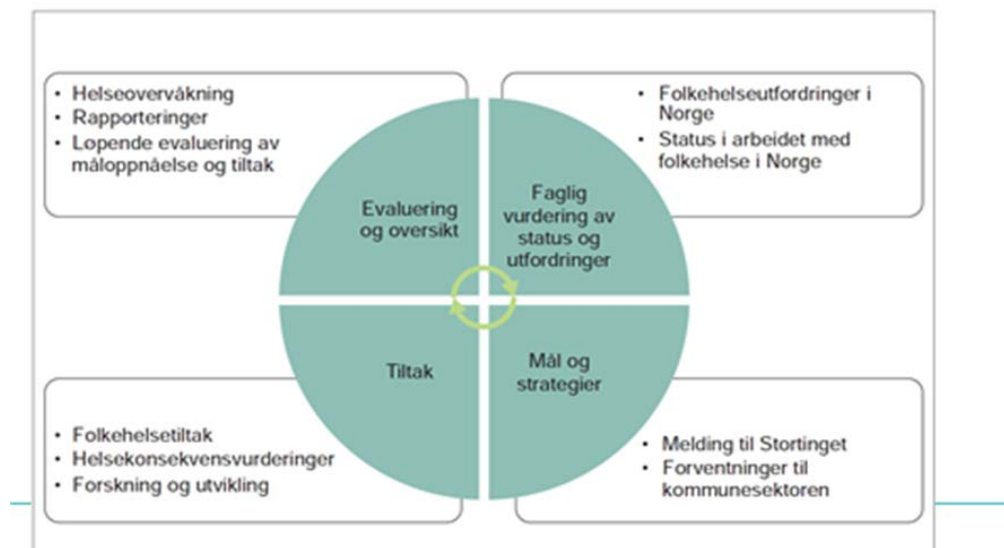 • Helseovervåkning
• Rapporteringer
• Løpende evaluering av
måloppnåelse og tiltak
• Folkehelseutfordringer i
Norge
• Status i arbeidet med
folkehelse i Norge
Evaluering
og oversikt
Faglig
vurdering av
status og
utfordringer
Tiltak
Mål og
strategier
• Folkehelsetiltak
• Helsekonsekvensvurderinger
• Forskning og utvikling
• Melding til Stortinget
• Forventninger til
kommunesektoren